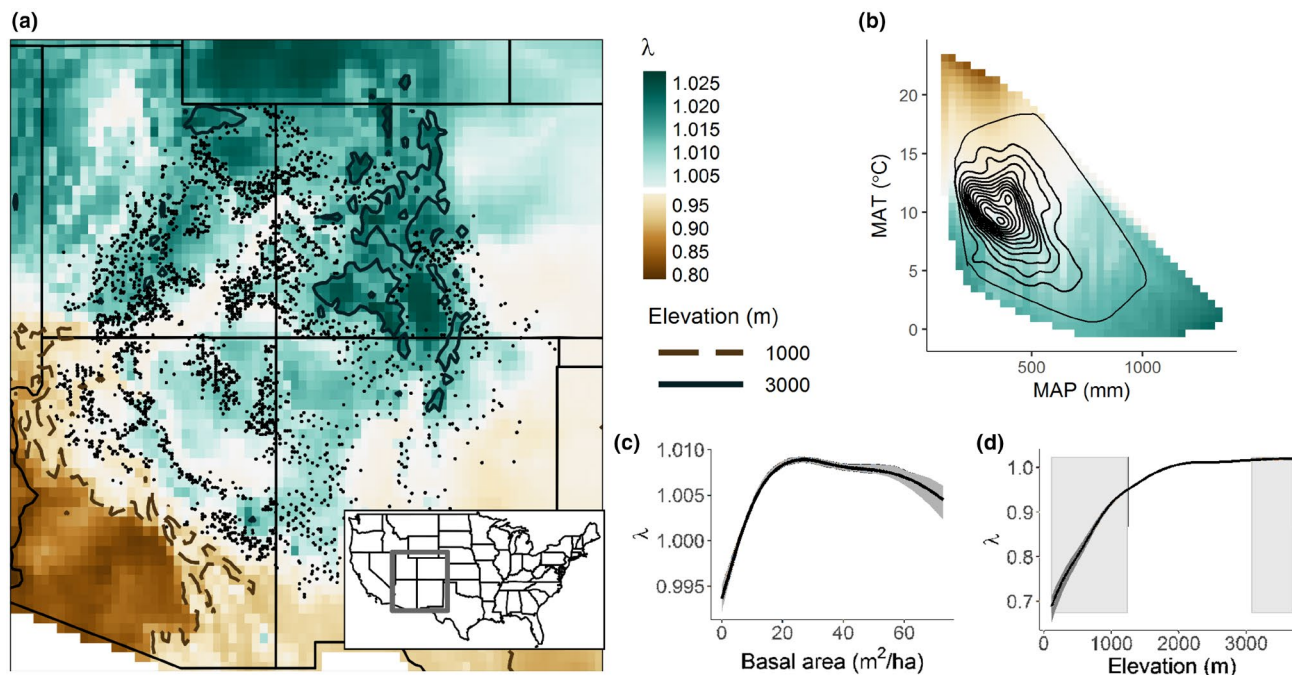 (a)
λ
1.025
1.020
1.015
1.010
1.005
0.95
0.90
0.85
0.80
Elevation (m)
1000
3000
(b)
MAT (°C)
20
15
10
5
0
500
1000
MAP (mm)
(c)
λ
1.010
1.005
1.000
0.995
0
20
40
60
Basal area (m²/ha)
(d)
λ
1.0
0.9
0.8
0.7
0
1000
2000
3000
Elevation (m)